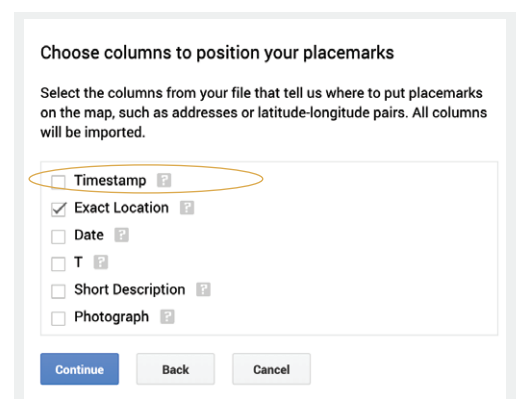 Choose columns to position your placemarks
Select the columns from your file that tell us where to put placemarks
on the map, such as addresses or latitude-longitude pairs. All columns
will be imported.
Timestamp ?
Exact Location ?
Date ?
T ?
Short Description ?
Photograph ?
Continue Back Cancel